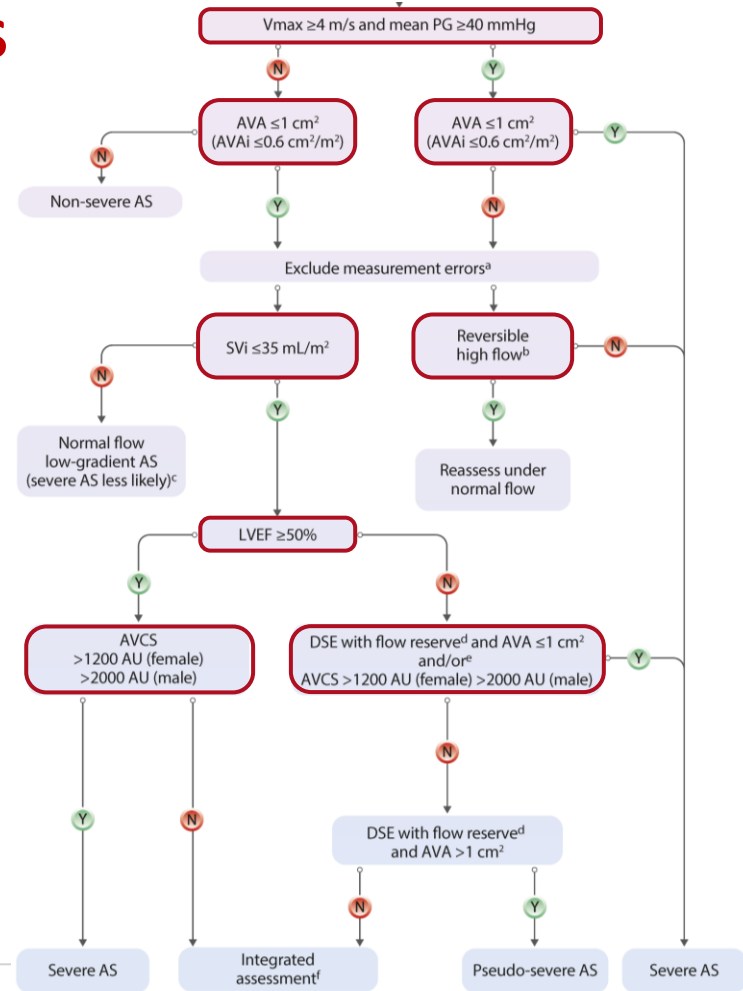 s
Vmax ≥4 m/s and mean PG ≥40 mmHg
N
Y
AVA ≤1 cm²
(AVAi ≤0.6 cm²/m²)
AVA ≤1 cm²
(AVAi ≤0.6 cm²/m²)
Y
N
Non-severe AS
Y
N
Exclude measurement errorsᵃ
SVi ≤35 mL/m²
Reversible
high flowᵇ
N
N
Y
Y
Normal flow
low-gradient AS
(severe AS less likely)ᶜ
Reassess under
normal flow
LVEF ≥50%
Y
N
AVCS
>1200 AU (female)
>2000 AU (male)
DSE with flow reserveᵈ and AVA ≤1 cm²
and/orᵉ
AVCS >1200 AU (female) >2000 AU (male)
Y
N
Y
N
DSE with flow reserveᵈ
and AVA >1 cm²
N
Y
Severe AS
Integrated
assessmentᶠ
Pseudo-severe AS
Severe AS